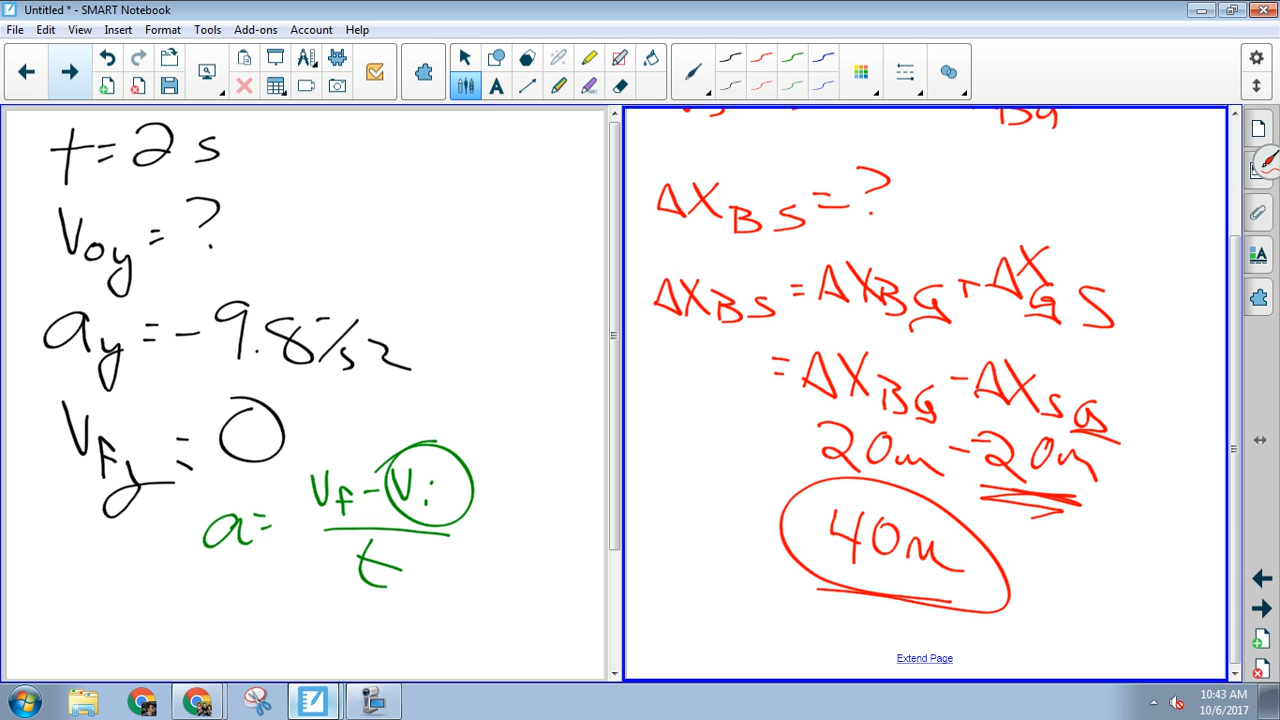 Untitled * - SMART Notebook
File Edit View Insert Format Tools Add-ons Account Help
t = 2 s
Voy = ?
ay = -9.8 m/s2
VFy = 0
a = Vf - Vi / t
BG
ΔXBS = ?
ΔXBS = ΔXBG + ΔXGS
= ΔXBG - ΔXSG
20m - -20m
40m
Extend Page
10:43 AM
10/6/2017